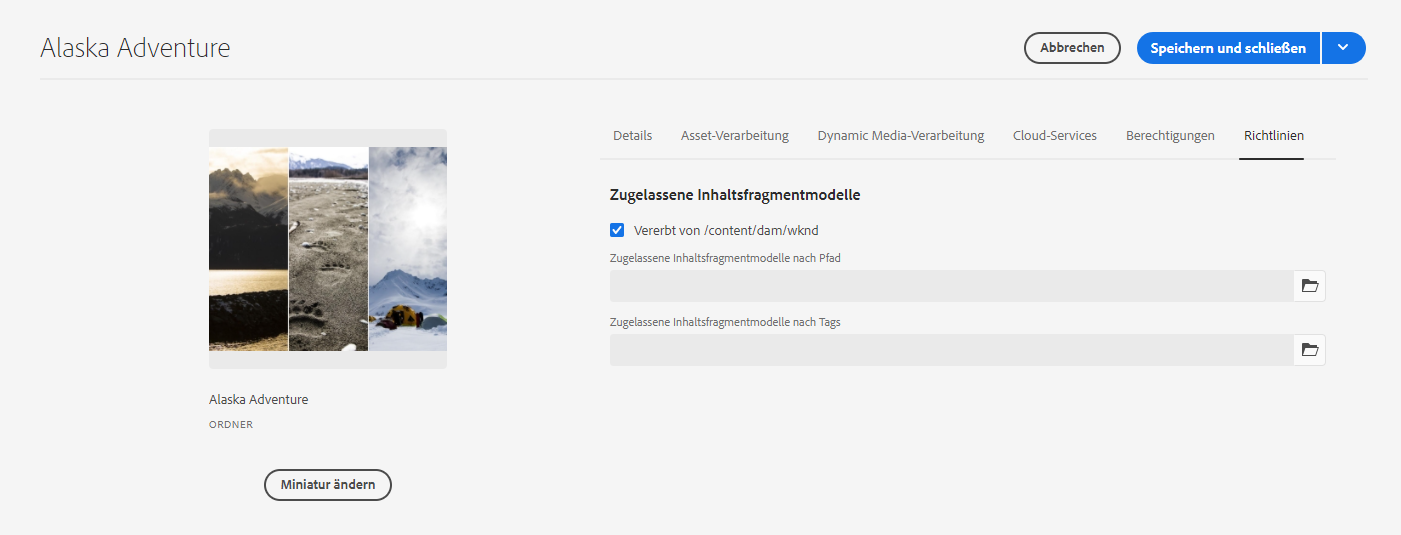 Alaska Adventure
Abbrechen
Speichern und schließen
Details Asset-Verarbeitung Dynamic Media-Verarbeitung Cloud-Services Berechtigungen Richtlinien
Zugelassene Inhaltsfragmentmodelle
Vererbt von /content/dam/wknd
Zugelassene Inhaltsfragmentmodelle nach Pfad
Zugelassene Inhaltsfragmentmodelle nach Tags
Alaska Adventure
ORDNER
Miniatur ändern